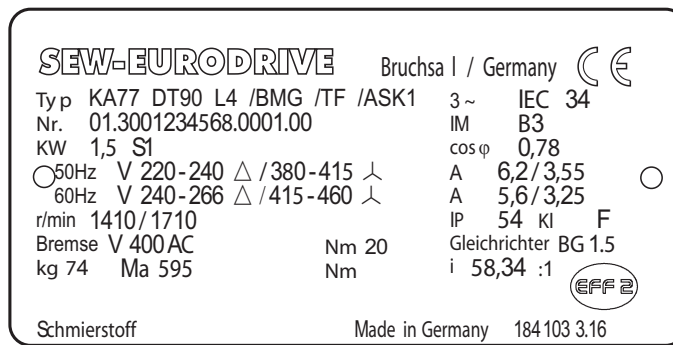 SEW-EURODRIVE Bruchsal / Germany CE
Typ KA77 DT90 L4 /BMG /TF /ASK1 3~ IEC 34
Nr. 01.3001234568.0001.00 IM B3
KW 1,5 S1 cos φ 0,78
50Hz V 220-240 △ / 380-415 ⅄ A 6,2 / 3,55
60Hz V 240-266 △ / 415-460 ⅄ A 5,6 / 3,25
r/min 1410 / 1710 IP 54 Kl F
Bremse V 400 AC Nm 20 Gleichrichter BG 1.5
kg 74 Ma 595 Nm i 58,34 :1
EFF 2
Schmierstoff Made in Germany 184 103 3.16